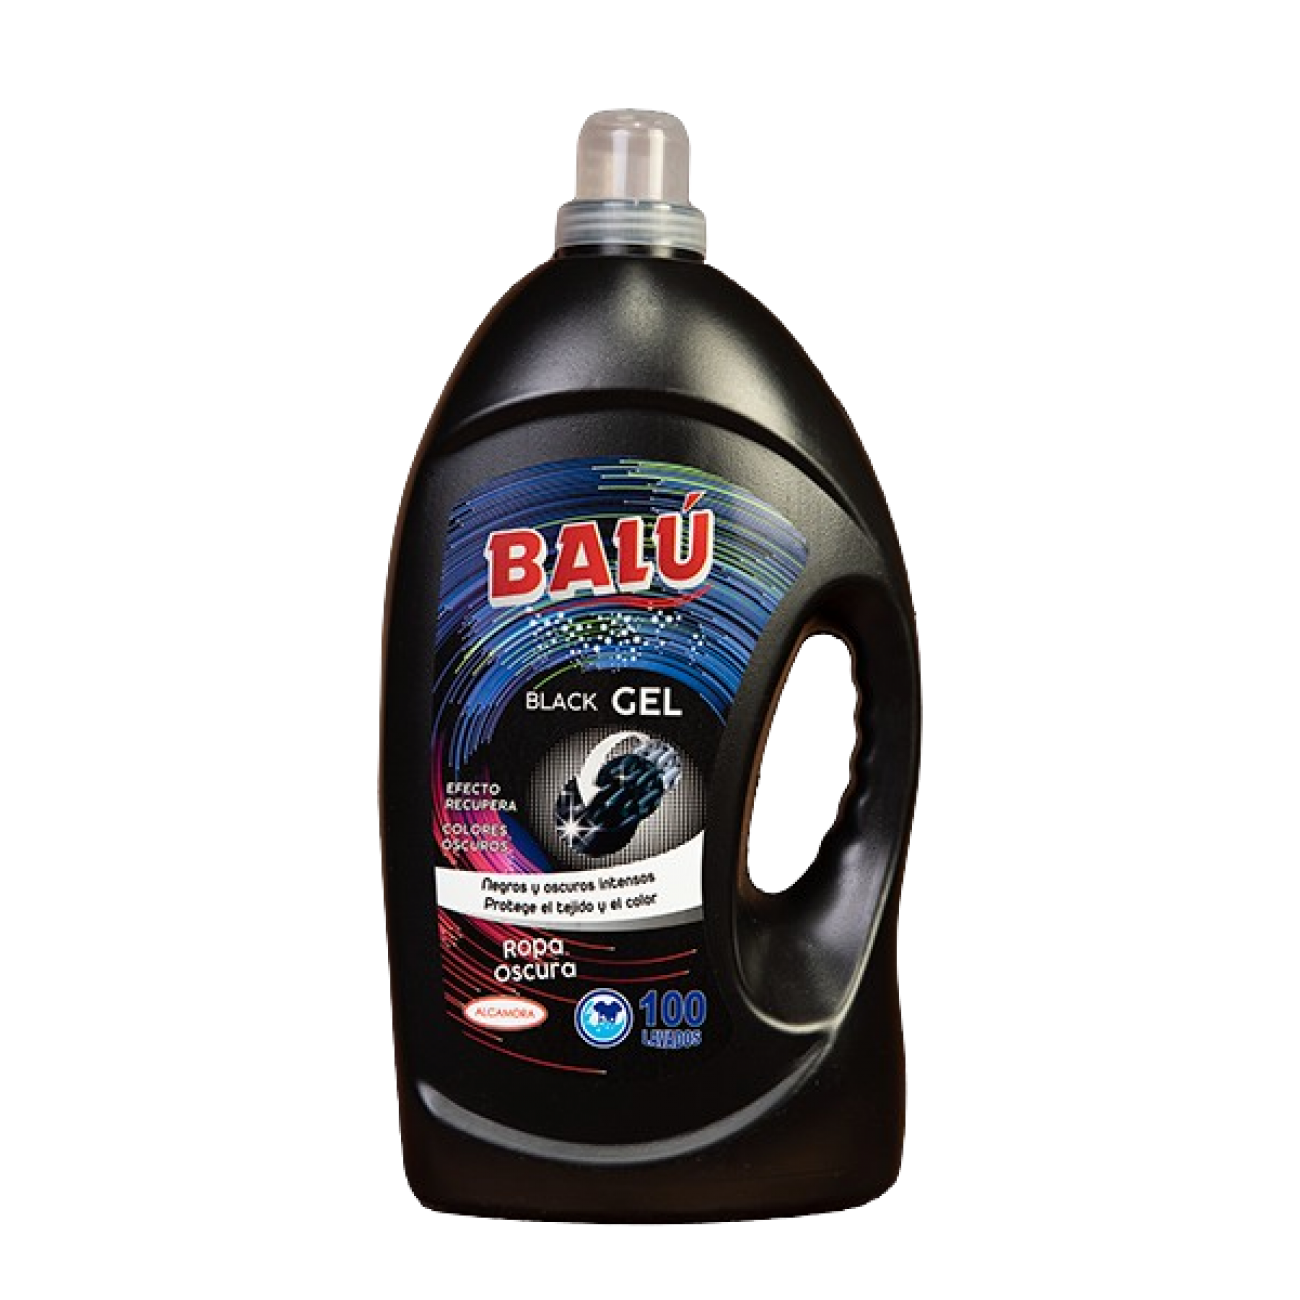 BALÚ
BLACK GEL
EFECTO
RECUPERA
COLORES
OSCUROS
Negros y oscuros intensos
Protege el tejido y el color
Ropa
Oscura
ALCAMORA
100
LAVADOS